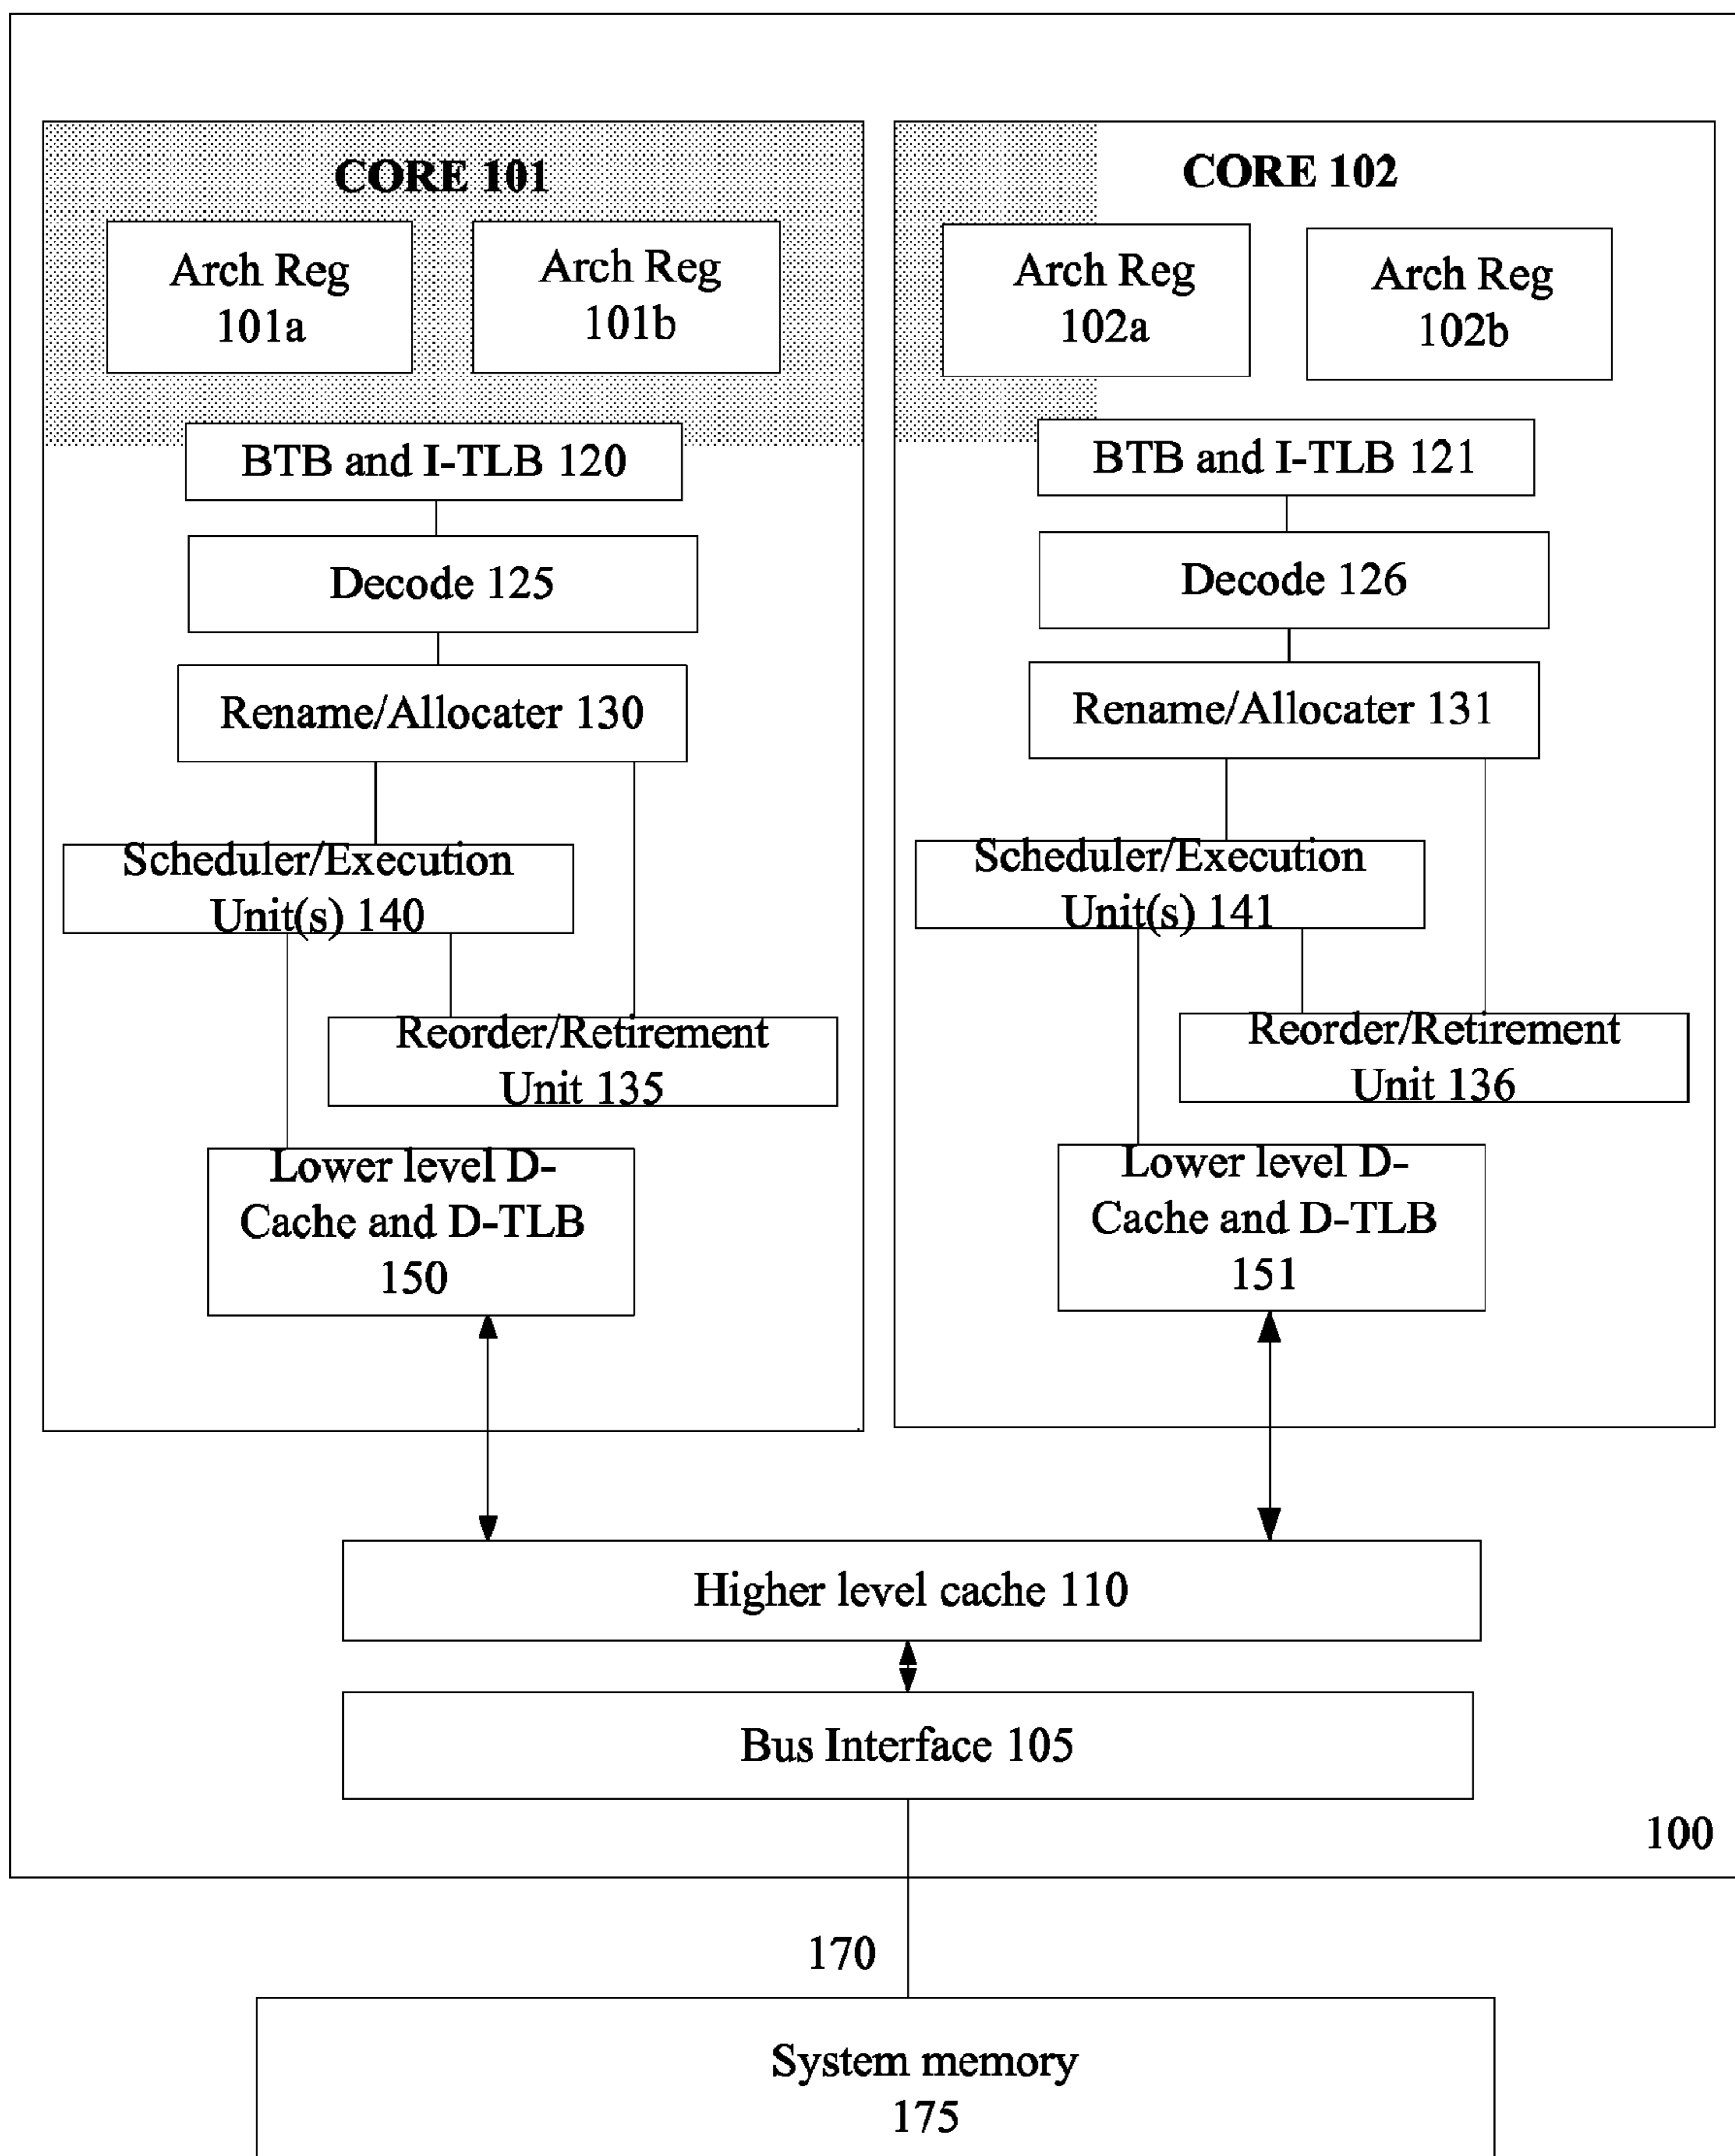 CORE 101
Arch Reg
101a
Arch Reg
101b
BTB and I-TLB 120
Decode 125
Rename/Allocater 130
Scheduler/Execution
Unit(s) 140
Reorder/Retirement
Unit 135
Lower level D-
Cache and D-TLB
150
CORE 102
Arch Reg
102a
Arch Reg
102b
BTB and I-TLB 121
Decode 126
Rename/Allocater 131
Scheduler/Execution
Unit(s) 141
Reorder/Retirement
Unit 136
Lower level D-
Cache and D-TLB
151
Higher level cache 110
Bus Interface 105
100
170
System memory
175